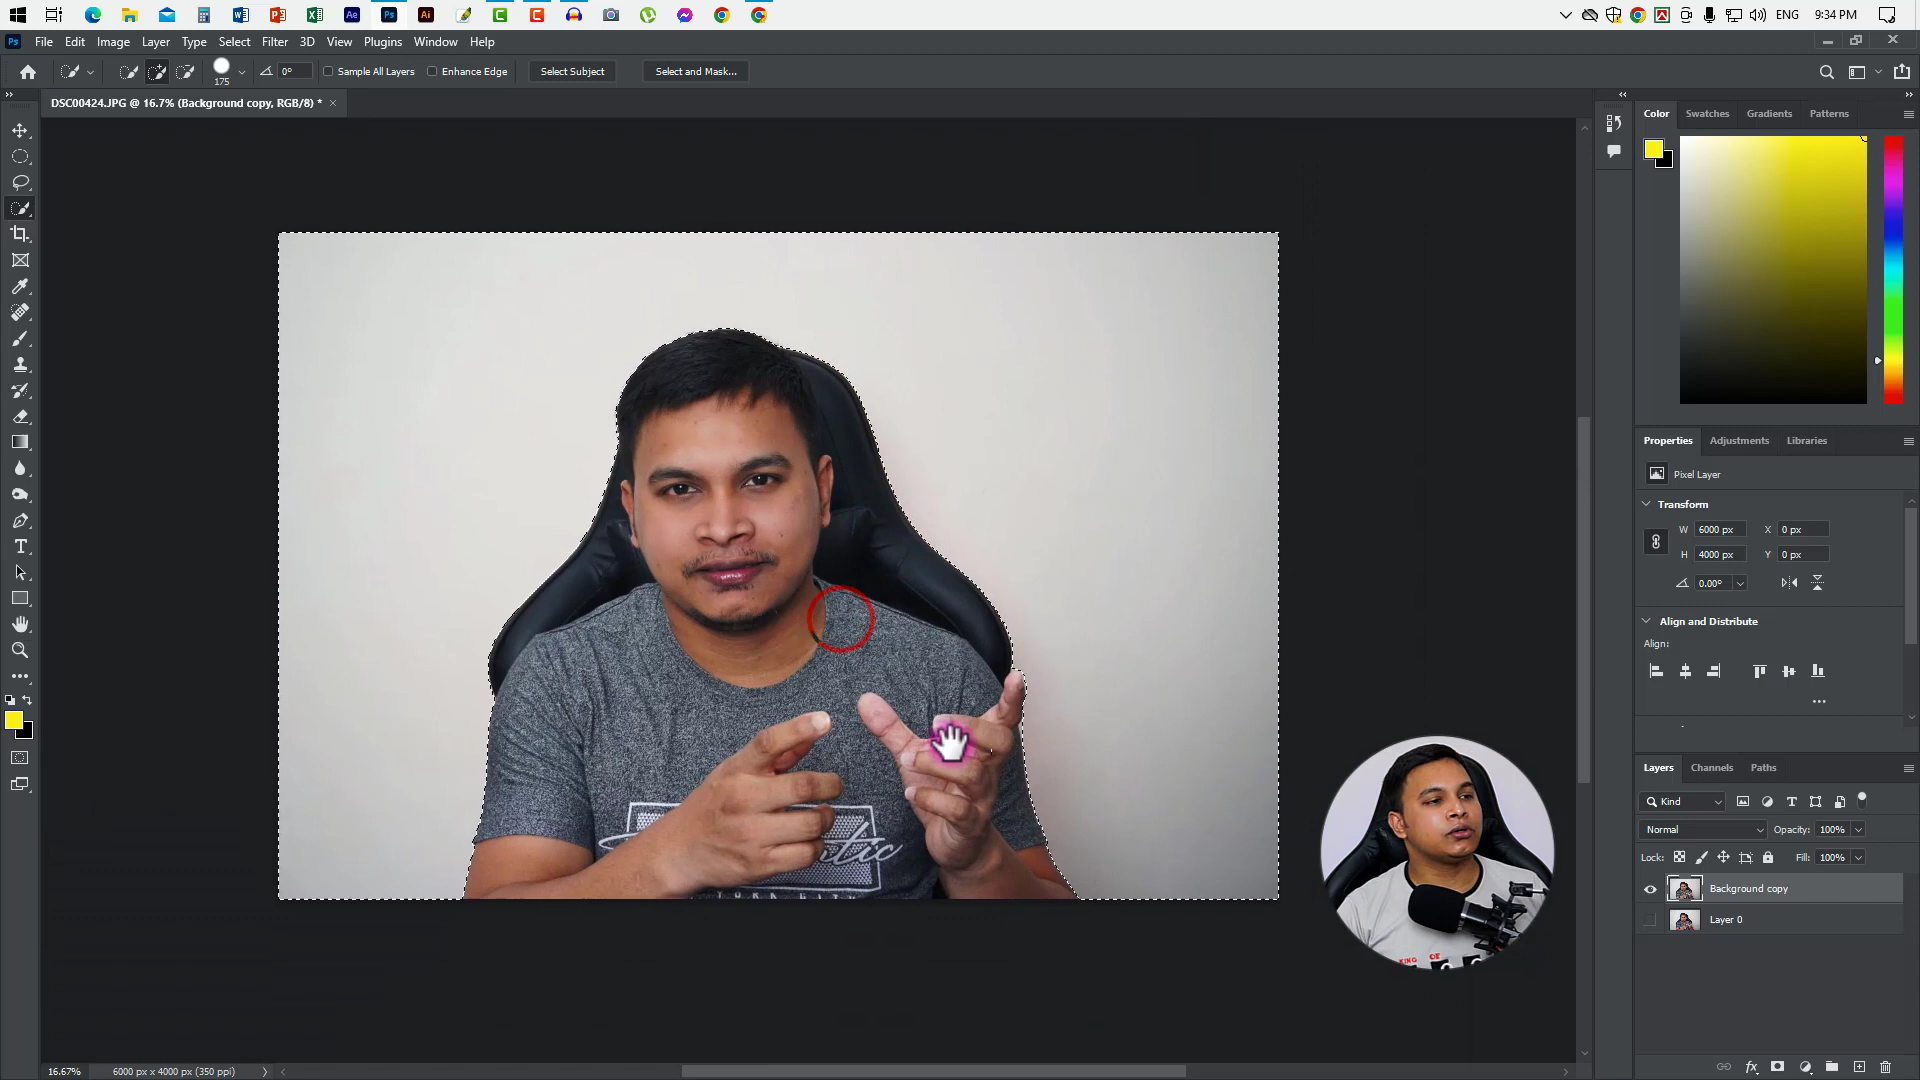 ENG
9:34 PM
File Edit Image Layer Type Select Filter 3D View Plugins Window Help
175
0°
Sample All Layers
Enhance Edge
Select Subject
Select and Mask...
DSC00424.JPG @ 16.7% (Background copy, RGB/8) *
Color Swatches Gradients Patterns
Properties Adjustments Libraries
Pixel Layer
Transform
W 6000 px X 0 px
H 4000 px Y 0 px
0.00°
Align and Distribute
Align:
Layers Channels Paths
Kind
Normal Opacity: 100%
Lock: Fill: 100%
Background copy
Layer 0
KING OF
16.67% 6000 px x 4000 px (350 ppi)